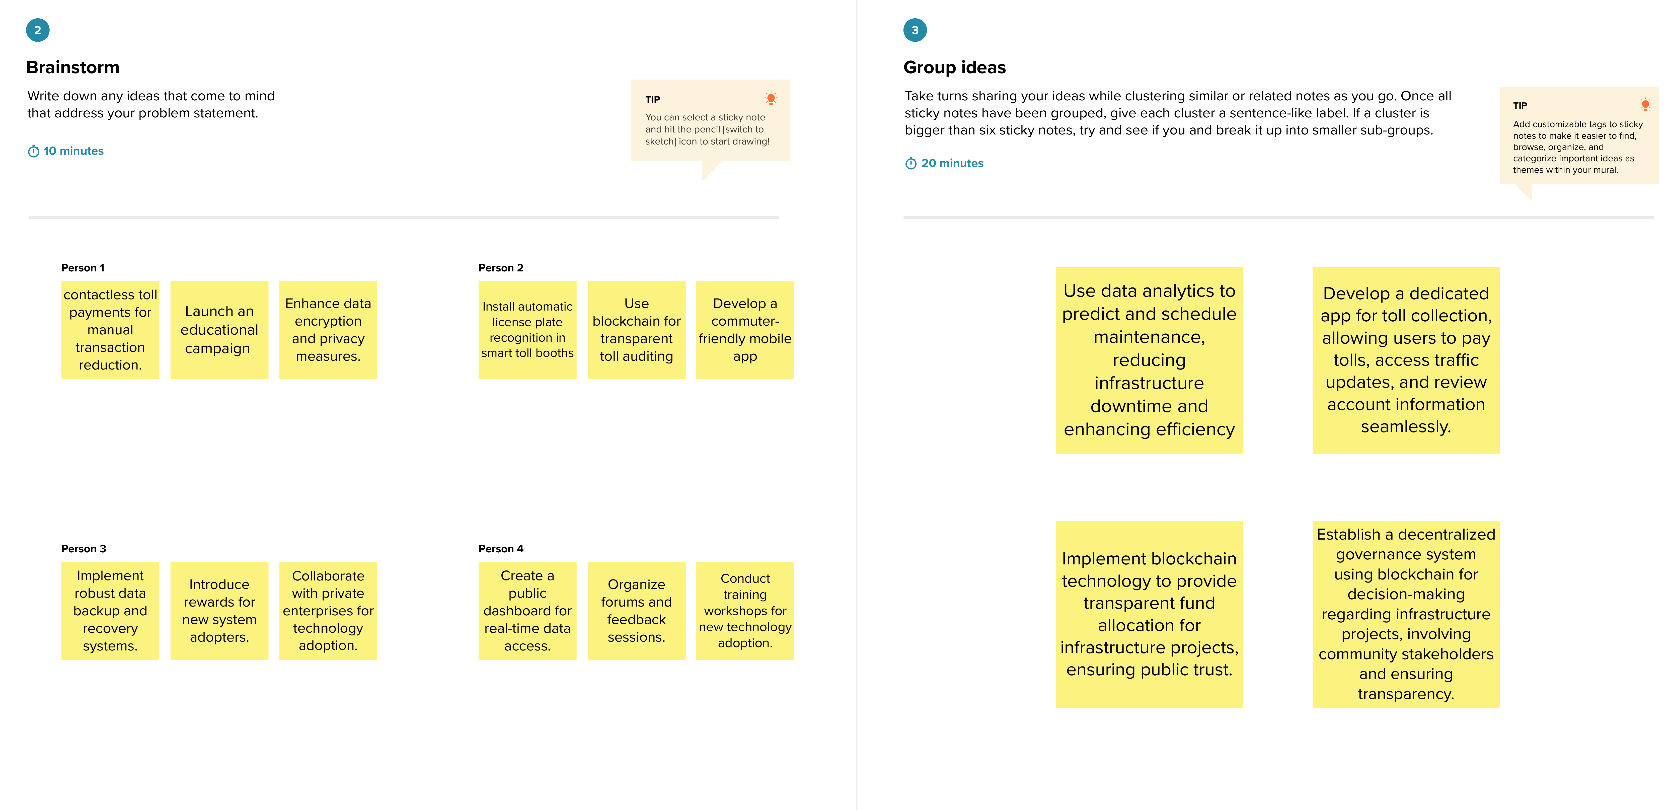 2
Brainstorm
Write down any ideas that come to mind
that address your problem statement.
10 minutes
TIP
You can select a sticky note
and hit the pencil [switch to
sketch] icon to start drawing!
Person 1
contactless toll
payments for
manual
transaction
reduction.
Launch an
educational
campaign
Enhance data
encryption
and privacy
measures.
Person 2
Install automatic
license plate
recognition in
smart toll booths
Use
blockchain for
transparent
toll auditing
Develop a
commuter-
friendly mobile
app
Person 3
Implement
robust data
backup and
recovery
systems.
Introduce
rewards for
new system
adopters.
Collaborate
with private
enterprises for
technology
adoption.
Person 4
Create a
public
dashboard for
real-time data
access.
Organize
forums and
feedback
sessions.
Conduct
training
workshops for
new technology
adoption.
3
Group ideas
Take turns sharing your ideas while clustering similar or related notes as you go. Once all
sticky notes have been grouped, give each cluster a sentence-like label. If a cluster is
bigger than six sticky notes, try and see if you and break it up into smaller sub-groups.
20 minutes
TIP
Add customizable tags to sticky
notes to make it easier to find,
browse, organize, and
categorize important ideas as
themes within your mural.
Use data analytics to
predict and schedule
maintenance,
reducing
infrastructure
downtime and
enhancing efficiency
Develop a dedicated
app for toll collection,
allowing users to pay
tolls, access traffic
updates, and review
account information
seamlessly.
Implement blockchain
technology to provide
transparent fund
allocation for
infrastructure projects,
ensuring public trust.
Establish a decentralized
governance system
using blockchain for
decision-making
regarding infrastructure
projects, involving
community stakeholders
and ensuring
transparency.